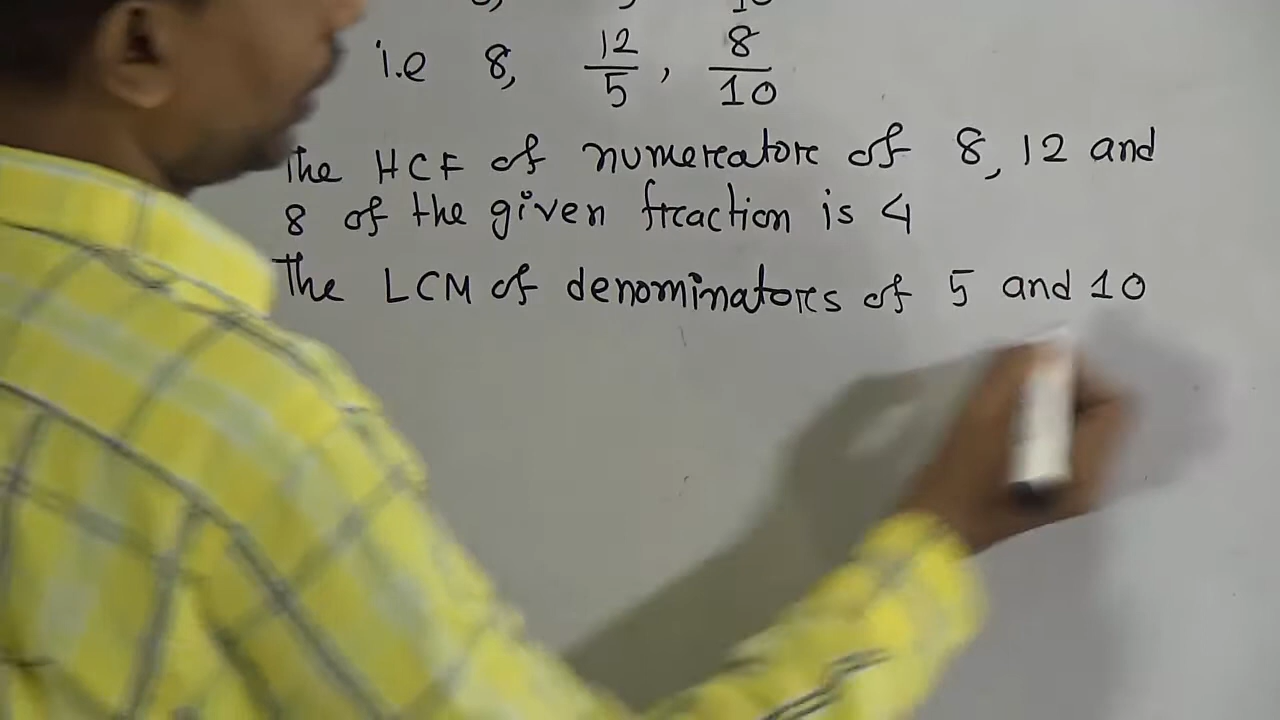 i.e 8, 12/5, 8/10
The HCF of numerator of 8, 12 and
8 of the given fraction is 4
The LCM of denominators of 5 and 10